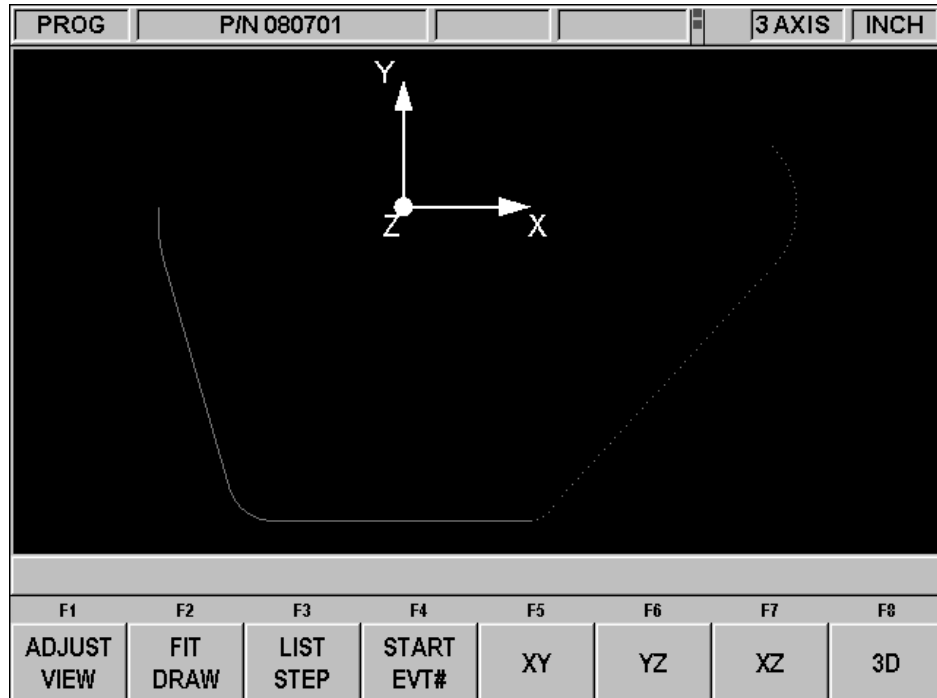 PROG P/N 080701 3 AXIS INCH
Y
Z X
F1 F2 F3 F4 F5 F6 F7 F8
ADJUST VIEW FIT DRAW LIST STEP START EVT# XY YZ XZ 3D